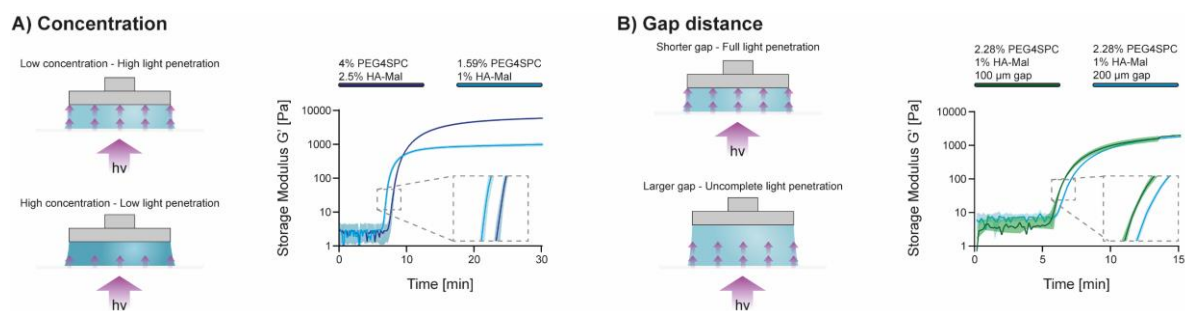 A) Concentration
Low concentration - High light penetration
hv
High concentration - Low light penetration
hv
4% PEG4SPC
2.5% HA-Mal
1.59% PEG4SPC
1% HA-Mal
Storage Modulus G' [Pa]
10000
1000
100
10
1
0
10
20
30
Time [min]
B) Gap distance
Shorter gap - Full light penetration
hv
Larger gap - Uncomplete light penetration
hv
2.28% PEG4SPC
1% HA-Mal
100 µm gap
2.28% PEG4SPC
1% HA-Mal
200 µm gap
Storage Modulus G' [Pa]
10000
1000
100
10
1
0
5
10
15
Time [min]